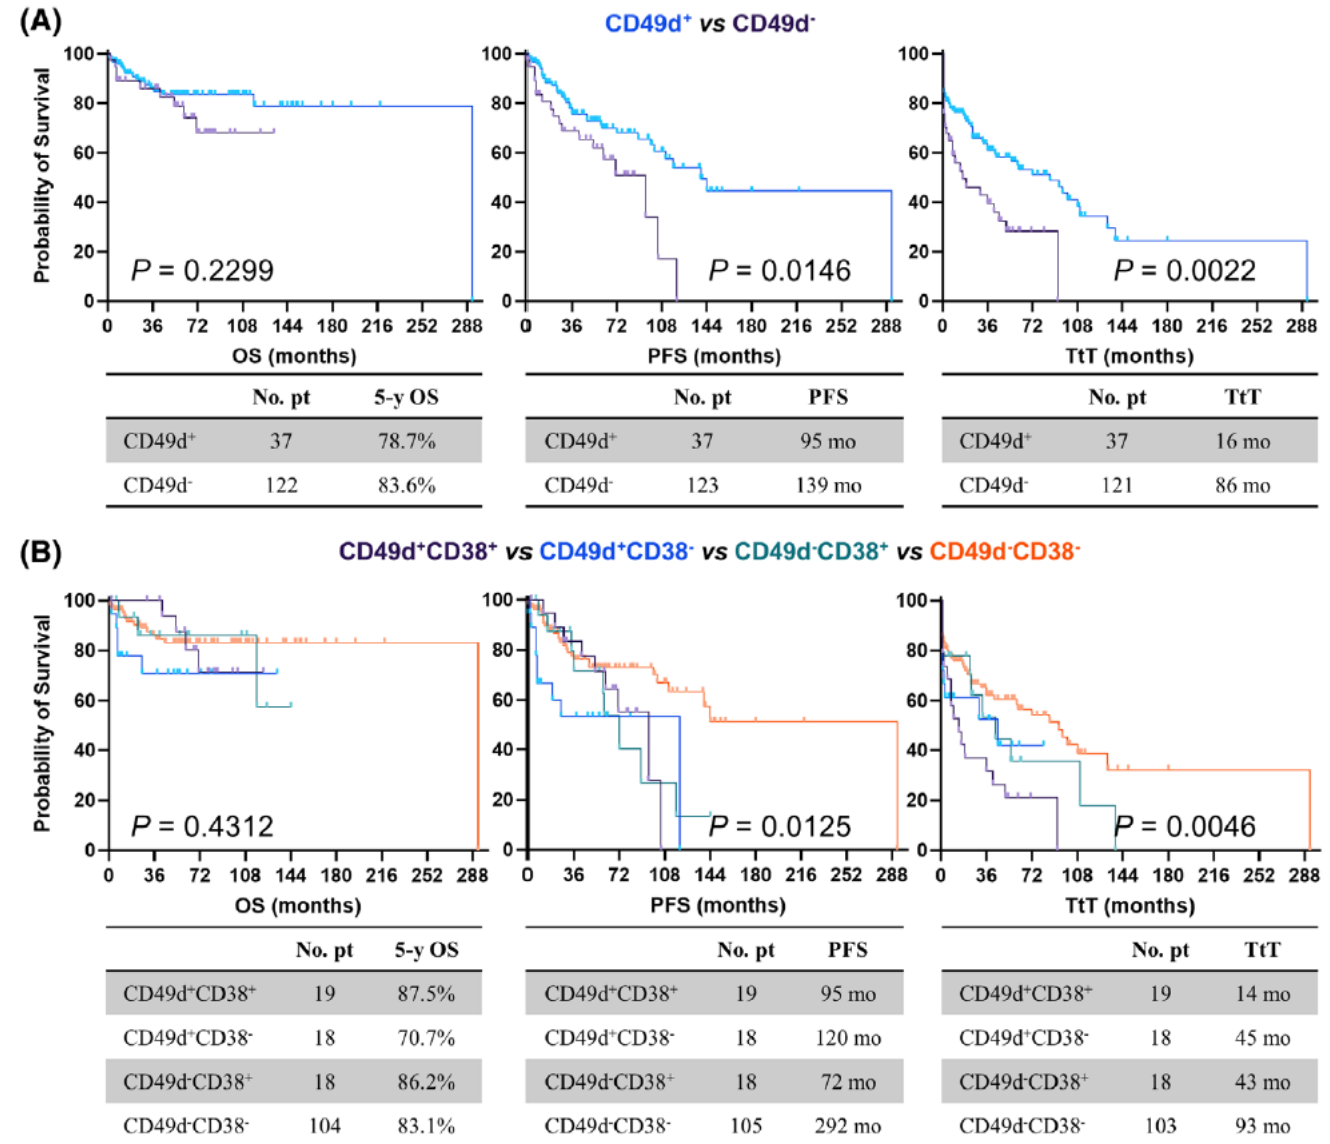 (A)
CD49d⁺ vs CD49d⁻
Probability of Survival
100
80
60
40
20
0
0 36 72 108 144 180 216 252 288
OS (months)
P = 0.2299
100
80
60
40
20
0
0 36 72 108 144 180 216 252 288
PFS (months)
P = 0.0146
100
80
60
40
20
0
0 36 72 108 144 180 216 252 288
TtT (months)
P = 0.0022
No. pt 5-y OS
CD49d⁺ 37 78.7%
CD49d⁻ 122 83.6%
No. pt PFS
CD49d⁺ 37 95 mo
CD49d⁻ 123 139 mo
No. pt TtT
CD49d⁺ 37 16 mo
CD49d⁻ 121 86 mo
(B)
CD49d⁺CD38⁺ vs CD49d⁺CD38⁻ vs CD49d⁻CD38⁺ vs CD49d⁻CD38⁻
Probability of Survival
100
80
60
40
20
0
0 36 72 108 144 180 216 252 288
OS (months)
P = 0.4312
100
80
60
40
20
0
0 36 72 108 144 180 216 252 288
PFS (months)
P = 0.0125
100
80
60
40
20
0
0 36 72 108 144 180 216 252 288
TtT (months)
P = 0.0046
No. pt 5-y OS
CD49d⁺CD38⁺ 19 87.5%
CD49d⁺CD38⁻ 18 70.7%
CD49d⁻CD38⁺ 18 86.2%
CD49d⁻CD38⁻ 104 83.1%
No. pt PFS
CD49d⁺CD38⁺ 19 95 mo
CD49d⁺CD38⁻ 18 120 mo
CD49d⁻CD38⁺ 18 72 mo
CD49d⁻CD38⁻ 105 292 mo
No. pt TtT
CD49d⁺CD38⁺ 19 14 mo
CD49d⁺CD38⁻ 18 45 mo
CD49d⁻CD38⁺ 18 43 mo
CD49d⁻CD38⁻ 103 93 mo